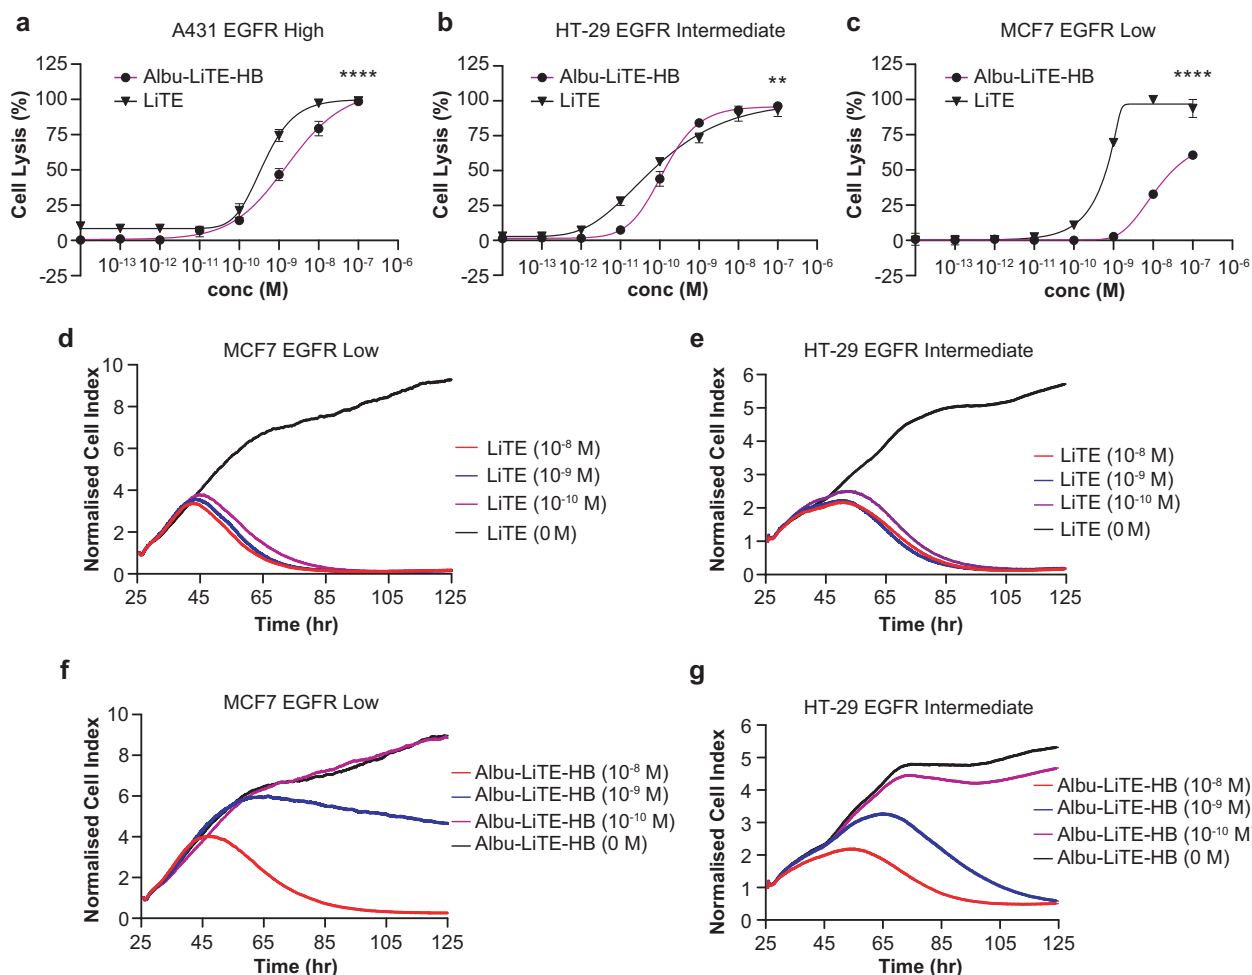 a
A431 EGFR High
Cell Lysis (%)
125
100
75
50
25
0
-25
Albu-LiTE-HB
LiTE
****
10-13 10-12 10-11 10-10 10-9 10-8 10-7 10-6
conc (M)
b
HT-29 EGFR Intermediate
Cell Lysis (%)
125
100
75
50
25
0
-25
Albu-LiTE-HB
LiTE
**
10-13 10-12 10-11 10-10 10-9 10-8 10-7 10-6
conc (M)
c
MCF7 EGFR Low
Cell Lysis (%)
125
100
75
50
25
0
-25
Albu-LiTE-HB
LiTE
****
10-13 10-12 10-11 10-10 10-9 10-8 10-7 10-6
conc (M)
d
MCF7 EGFR Low
Normalised Cell Index
10
8
6
4
2
0
LiTE (10-8 M)
LiTE (10-9 M)
LiTE (10-10 M)
LiTE (0 M)
25 45 65 85 105 125
Time (hr)
e
HT-29 EGFR Intermediate
Normalised Cell Index
6
5
4
3
2
1
0
LiTE (10-8 M)
LiTE (10-9 M)
LiTE (10-10 M)
LiTE (0 M)
25 45 65 85 105 125
Time (hr)
f
MCF7 EGFR Low
Normalised Cell Index
10
8
6
4
2
0
Albu-LiTE-HB (10-8 M)
Albu-LiTE-HB (10-9 M)
Albu-LiTE-HB (10-10 M)
Albu-LiTE-HB (0 M)
25 45 65 85 105 125
Time (hr)
g
HT-29 EGFR Intermediate
Normalised Cell Index
6
5
4
3
2
1
0
Albu-LiTE-HB (10-8 M)
Albu-LiTE-HB (10-9 M)
Albu-LiTE-HB (10-10 M)
Albu-LiTE-HB (0 M)
25 45 65 85 105 125
Time (hr)